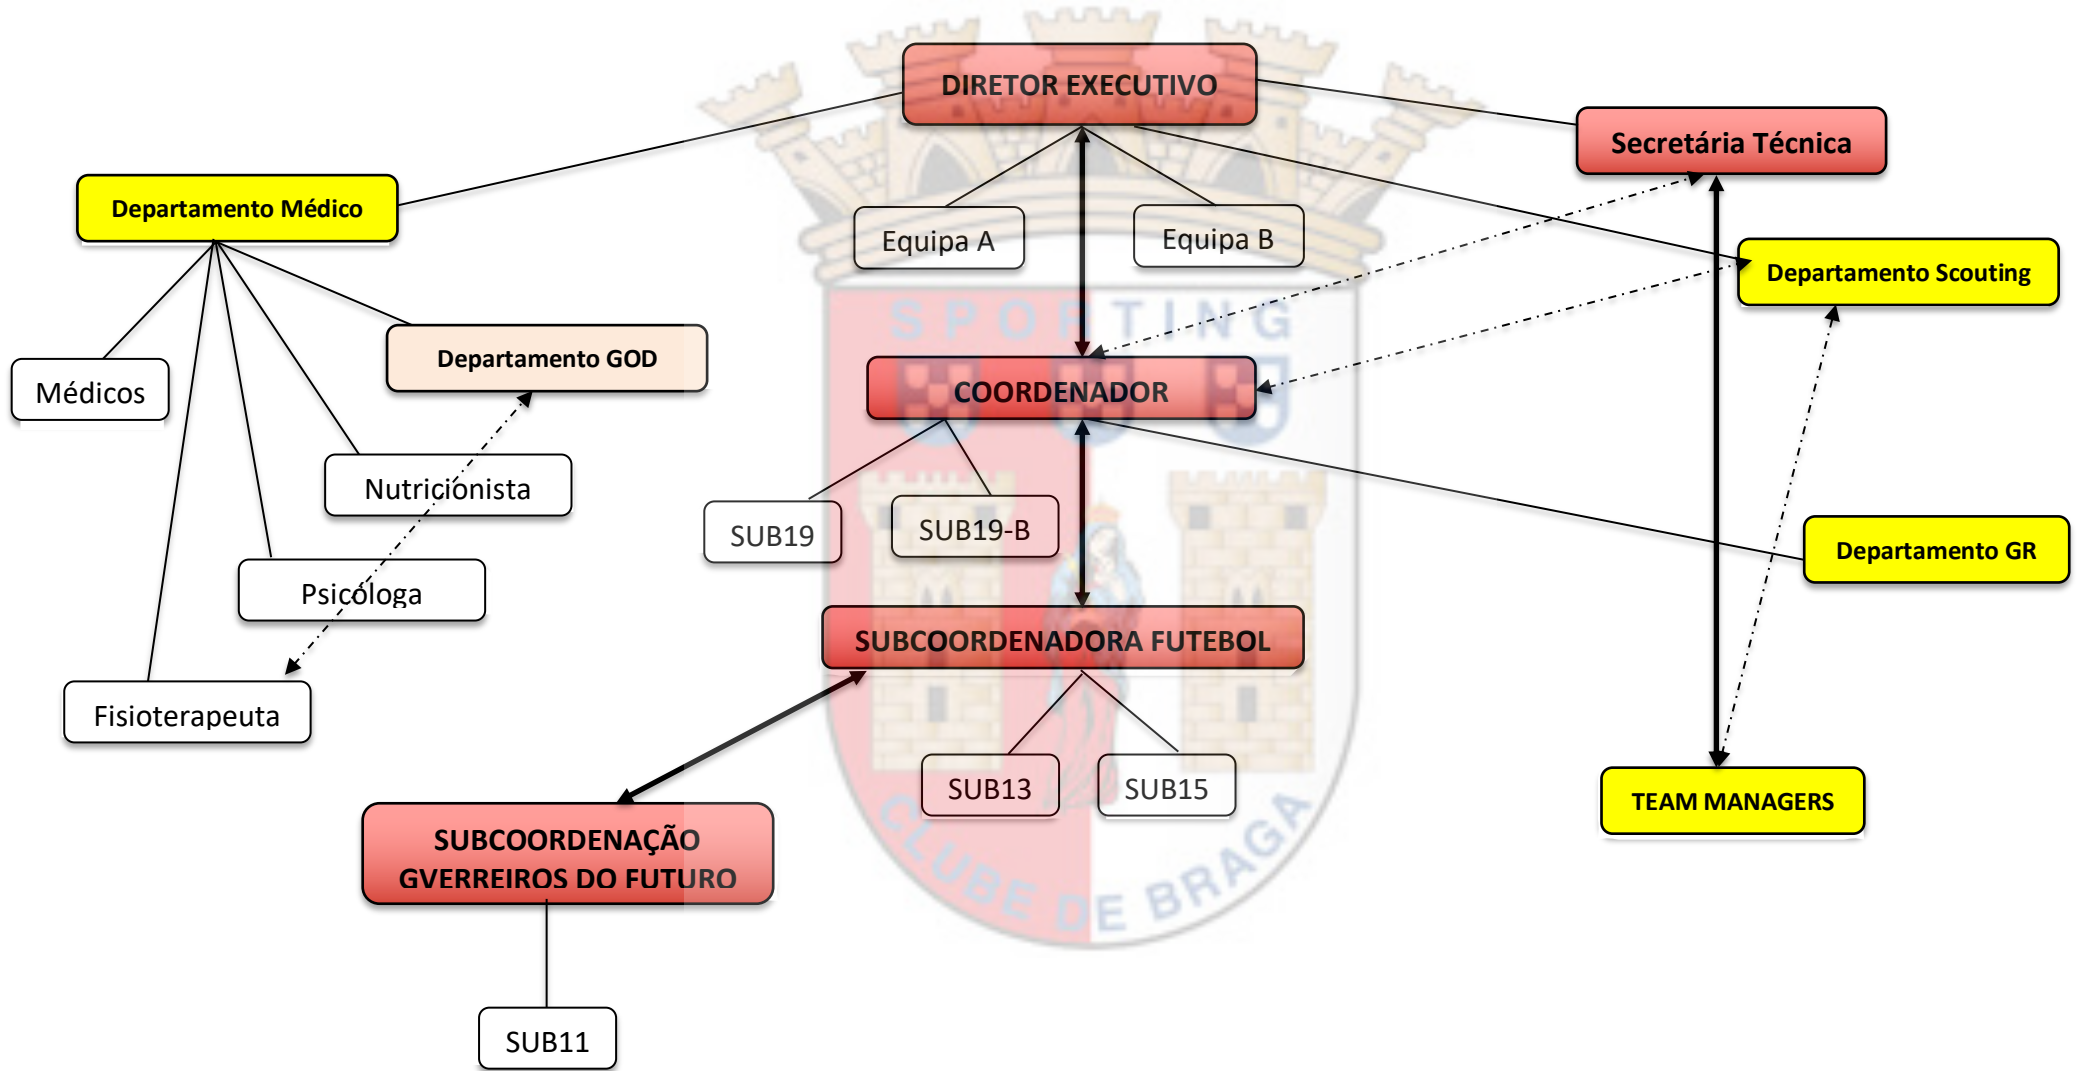 DIRETOR EXECUTIVO
Secretária Técnica
Departamento Médico
Equipa A
Equipa B
Departamento Scouting
SPORTING
Departamento GOD
Médicos
COORDENADOR
Nutricionista
SUB19
SUB19-B
Departamento GR
Psicóloga
SUBCOORDENADORA FUTEBOL
Fisioterapeuta
SUB13
SUB15
TEAM MANAGERS
SUBCOORDENAÇÃO
GVERREIROS DO FUTURO
CLUBE DE BRAGA
SUB11